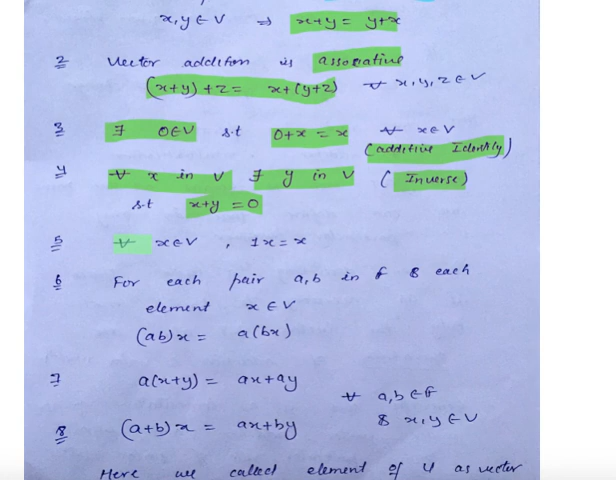 x,y ∈ V ⇒ x+y = y+x
2 Vector addition is associative
(x+y)+z = x+(y+z) ∀ x,y,z ∈ V
3 ∃ 0∈V s.t 0+x = x ∀ x∈V
(additive Identity)
4 ∀ x in V ∃ y in V (Inverse)
s.t x+y = 0
5 ∀ x∈V , 1x = x
6 For each pair a,b in F & each
element x ∈ V
(ab)x = a(bx)
7 a(x+y) = ax+ay
∀ a,b ∈ F
8 (a+b)x = ax+by & x,y ∈ V
Here we called element of V as vector